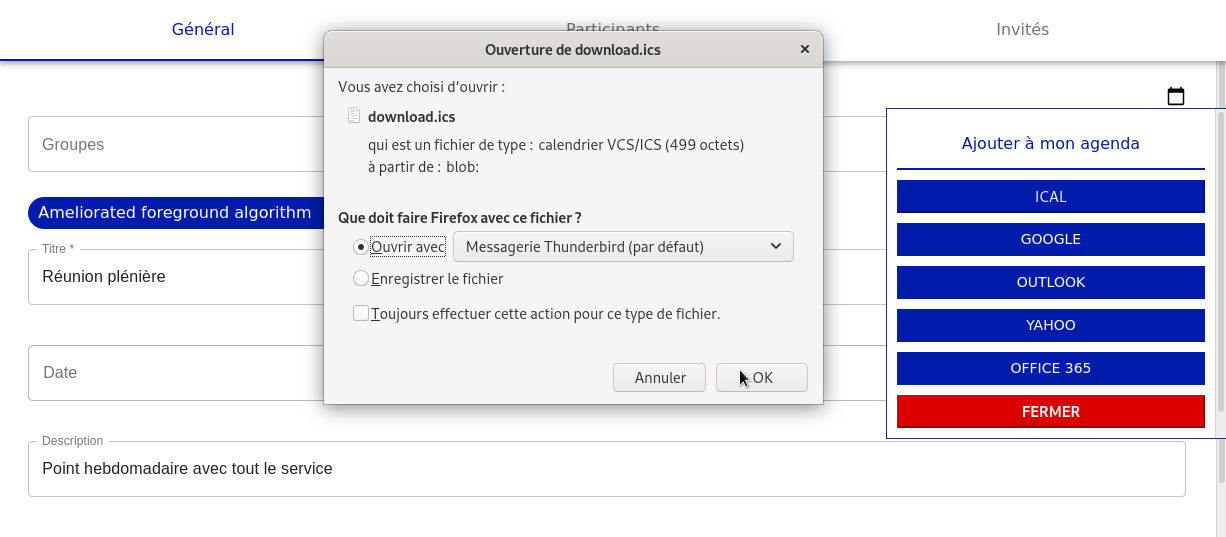 Général
Participants
Invités
Ouverture de download.ics
Vous avez choisi d’ouvrir :
download.ics
qui est un fichier de type : calendrier VCS/ICS (499 octets)
à partir de : blob:
Que doit faire Firefox avec ce fichier ?
Ouvrir avec
Messagerie Thunderbird (par défaut)
Enregistrer le fichier
Toujours effectuer cette action pour ce type de fichier.
Annuler
OK
Groupes
Ameliorated foreground algorithm
Titre *
Réunion plénière
Date
Description
Point hebdomadaire avec tout le service
Ajouter à mon agenda
ICAL
GOOGLE
OUTLOOK
YAHOO
OFFICE 365
FERMER